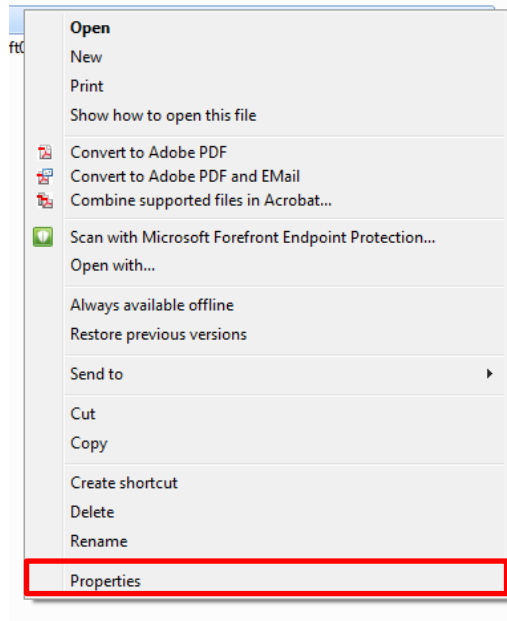 Open
New
Print
Show how to open this file
Convert to Adobe PDF
Convert to Adobe PDF and EMail
Combine supported files in Acrobat...
Scan with Microsoft Forefront Endpoint Protection...
Open with...
Always available offline
Restore previous versions
Send to
Cut
Copy
Create shortcut
Delete
Rename
Properties